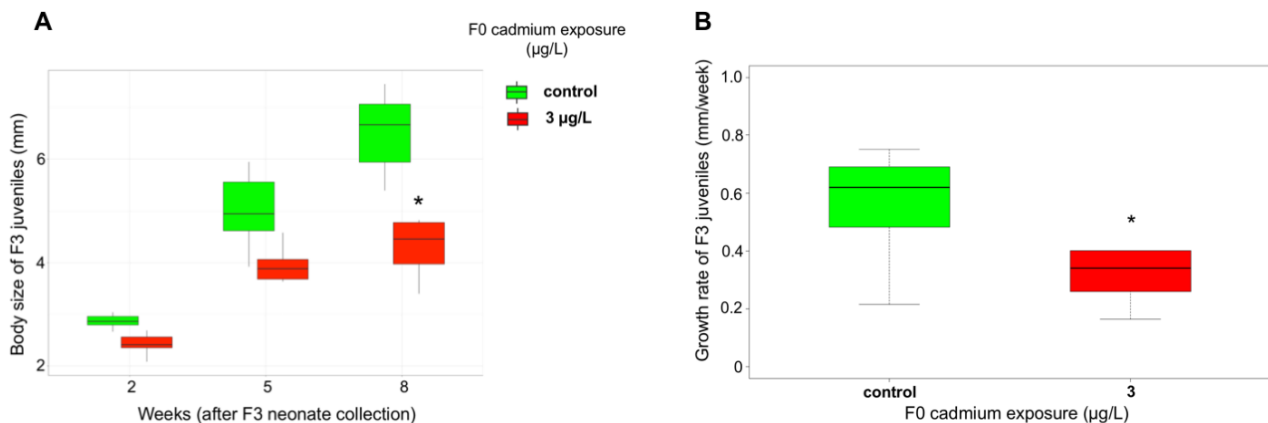 A
F0 cadmium exposure
(µg/L)
control
3 µg/L
Body size of F3 juveniles (mm)
6
4
2
*
2 5 8
Weeks (after F3 neonate collection)
B
Growth rate of F3 juveniles (mm/week)
1.0
0.8
0.6
0.4
0.2
0
*
control 3
F0 cadmium exposure (µg/L)